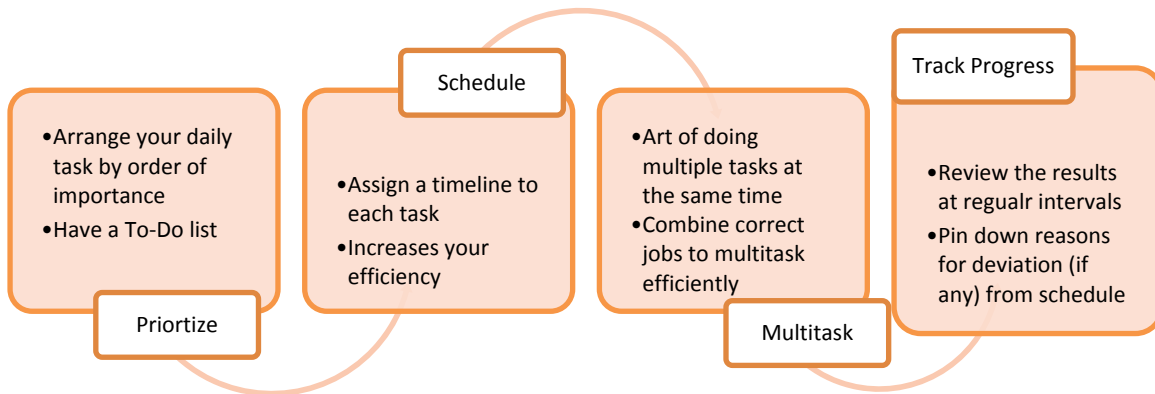 •Arrange your daily
task by order of
importance
•Have a To-Do list
Priortize
Schedule
•Assign a timeline to
each task
•Increases your
efficiency
•Art of doing
multiple tasks at
the same time
•Combine correct
jobs to multitask
efficiently
Multitask
Track Progress
•Review the results
at regualr intervals
•Pin down reasons
for deviation (if
any) from schedule